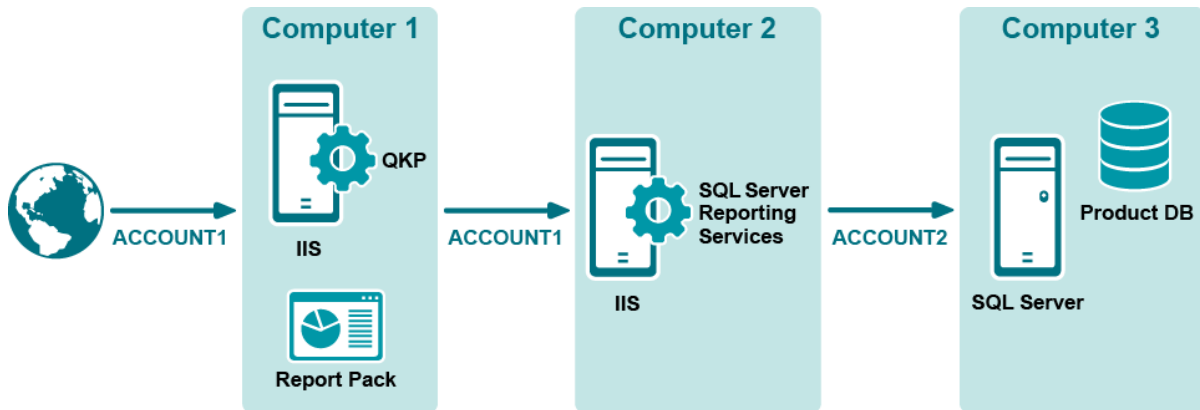 Computer 1
Computer 2
Computer 3
QKP
IIS
Report Pack
ACCOUNT1
ACCOUNT1
SQL Server
Reporting
Services
IIS
ACCOUNT2
Product DB
SQL Server